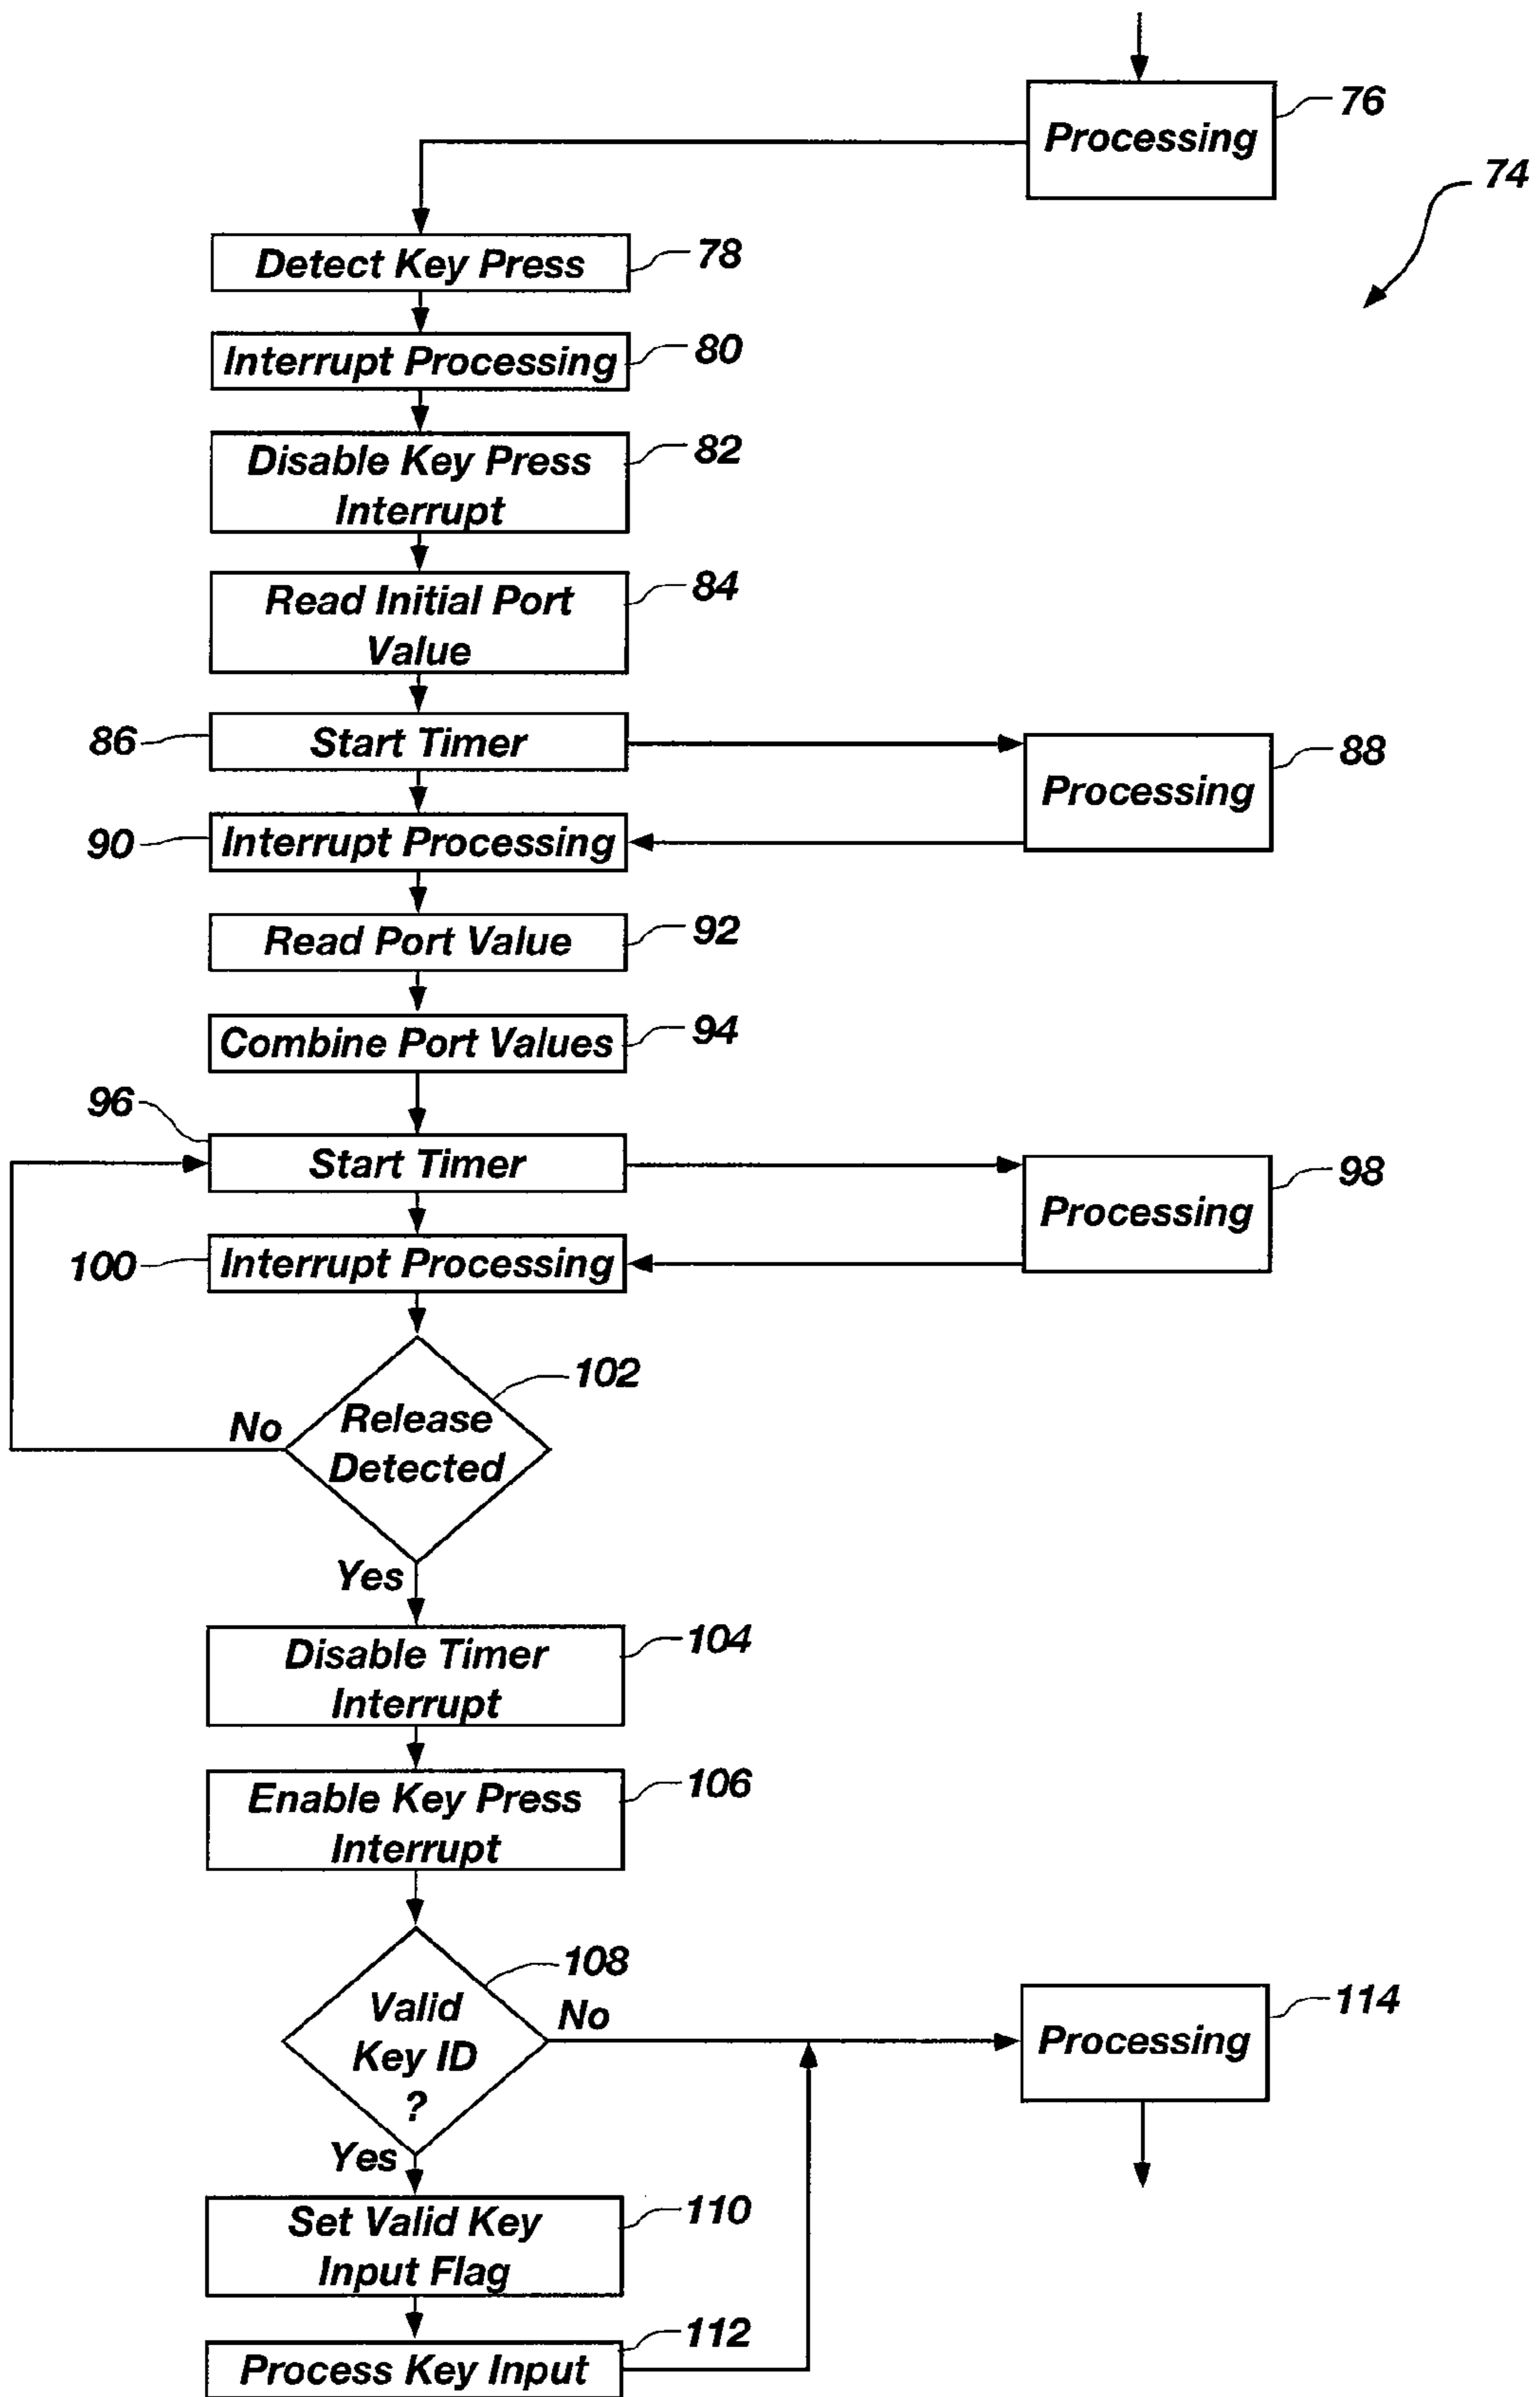 Processing
76
74
Detect Key Press
78
Interrupt Processing
80
Disable Key Press
Interrupt
82
Read Initial Port
Value
84
86
Start Timer
Processing
88
90
Interrupt Processing
Read Port Value
92
Combine Port Values
94
96
Start Timer
Processing
98
100
Interrupt Processing
102
Release
Detected
No
Yes
Disable Timer
Interrupt
104
Enable Key Press
Interrupt
106
108
Valid
Key ID
?
No
Processing
114
Yes
Set Valid Key
Input Flag
110
Process Key Input
112